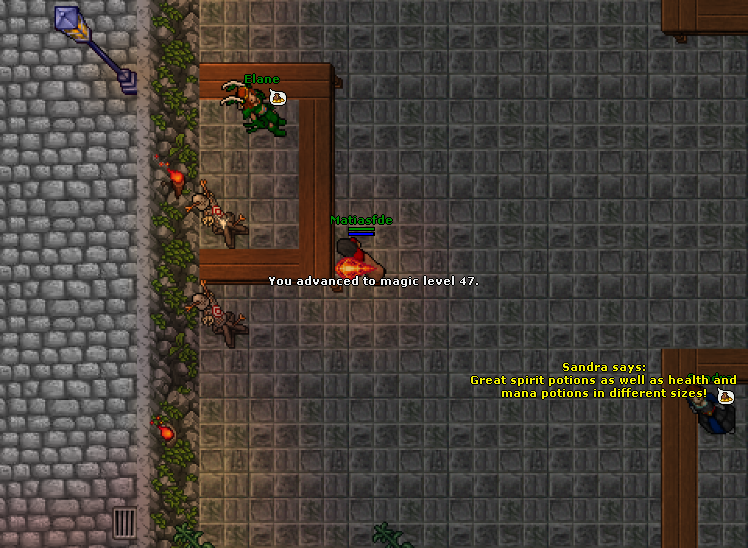 Elane
Matiasfde
You advanced to magic level 47.
Sandra says:
Great spirit potions as well as health and
mana potions in different sizes!